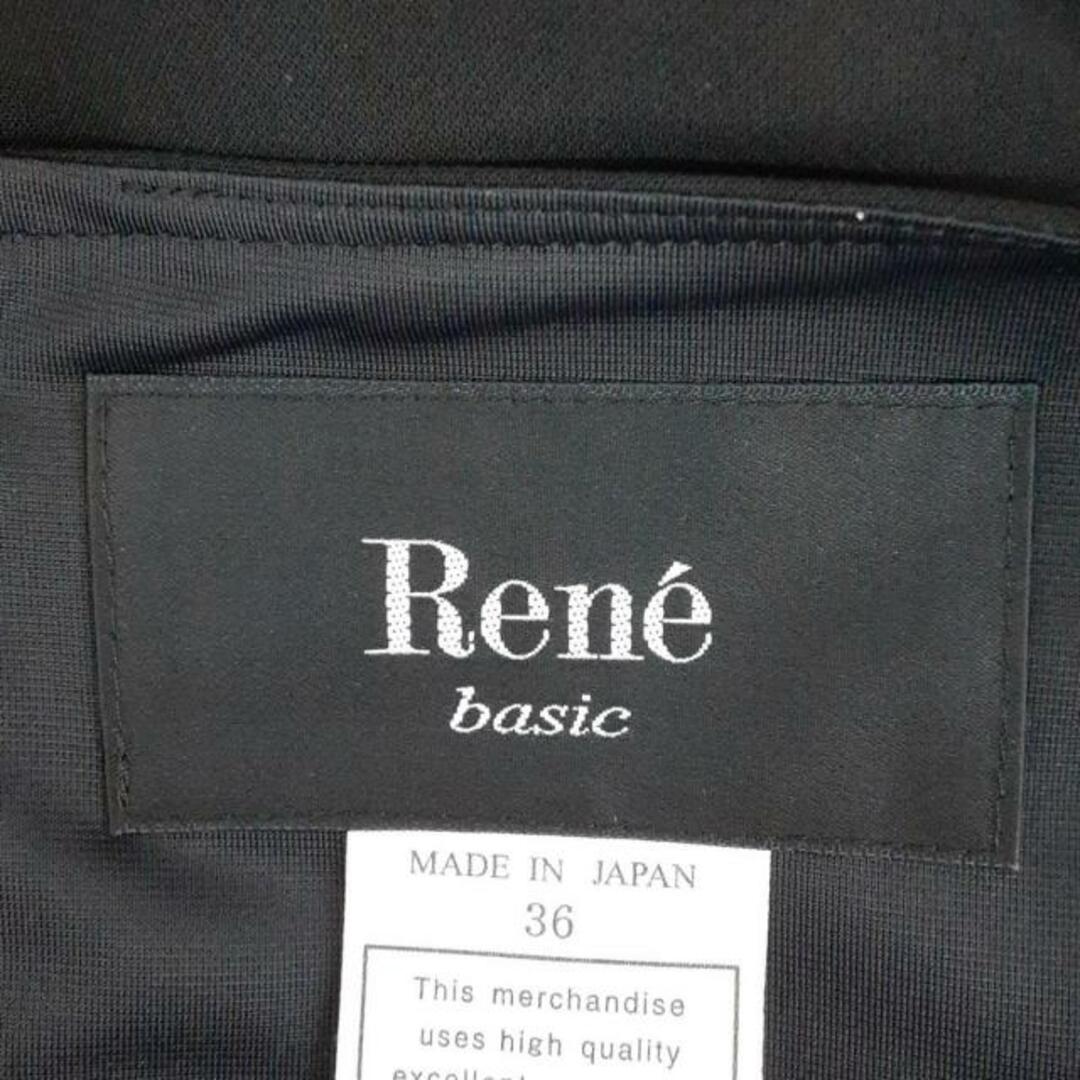 René
basic
MADE IN JAPAN
36
This merchandise
uses high quality